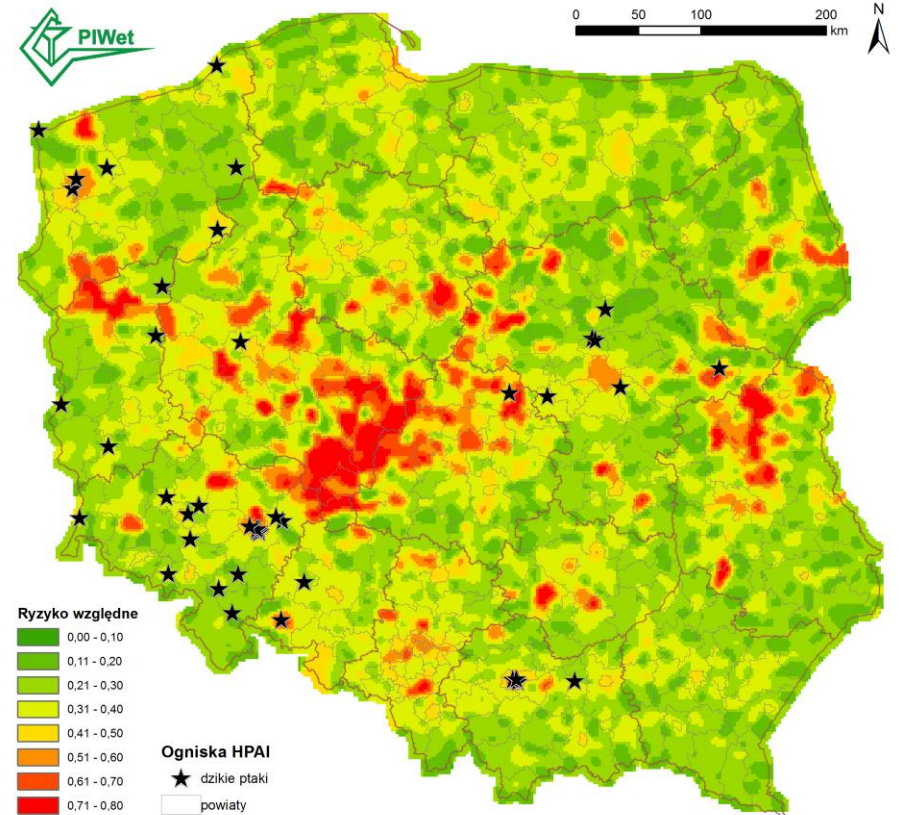 PIWet
0 50 100 200
km
N
Ryzyko względne
0,00 - 0,10
0,11 - 0,20
0,21 - 0,30
0,31 - 0,40
0,41 - 0,50
0,51 - 0,60
0,61 - 0,70
0,71 - 0,80
Ogniska HPAI
dzikie ptaki
powiaty